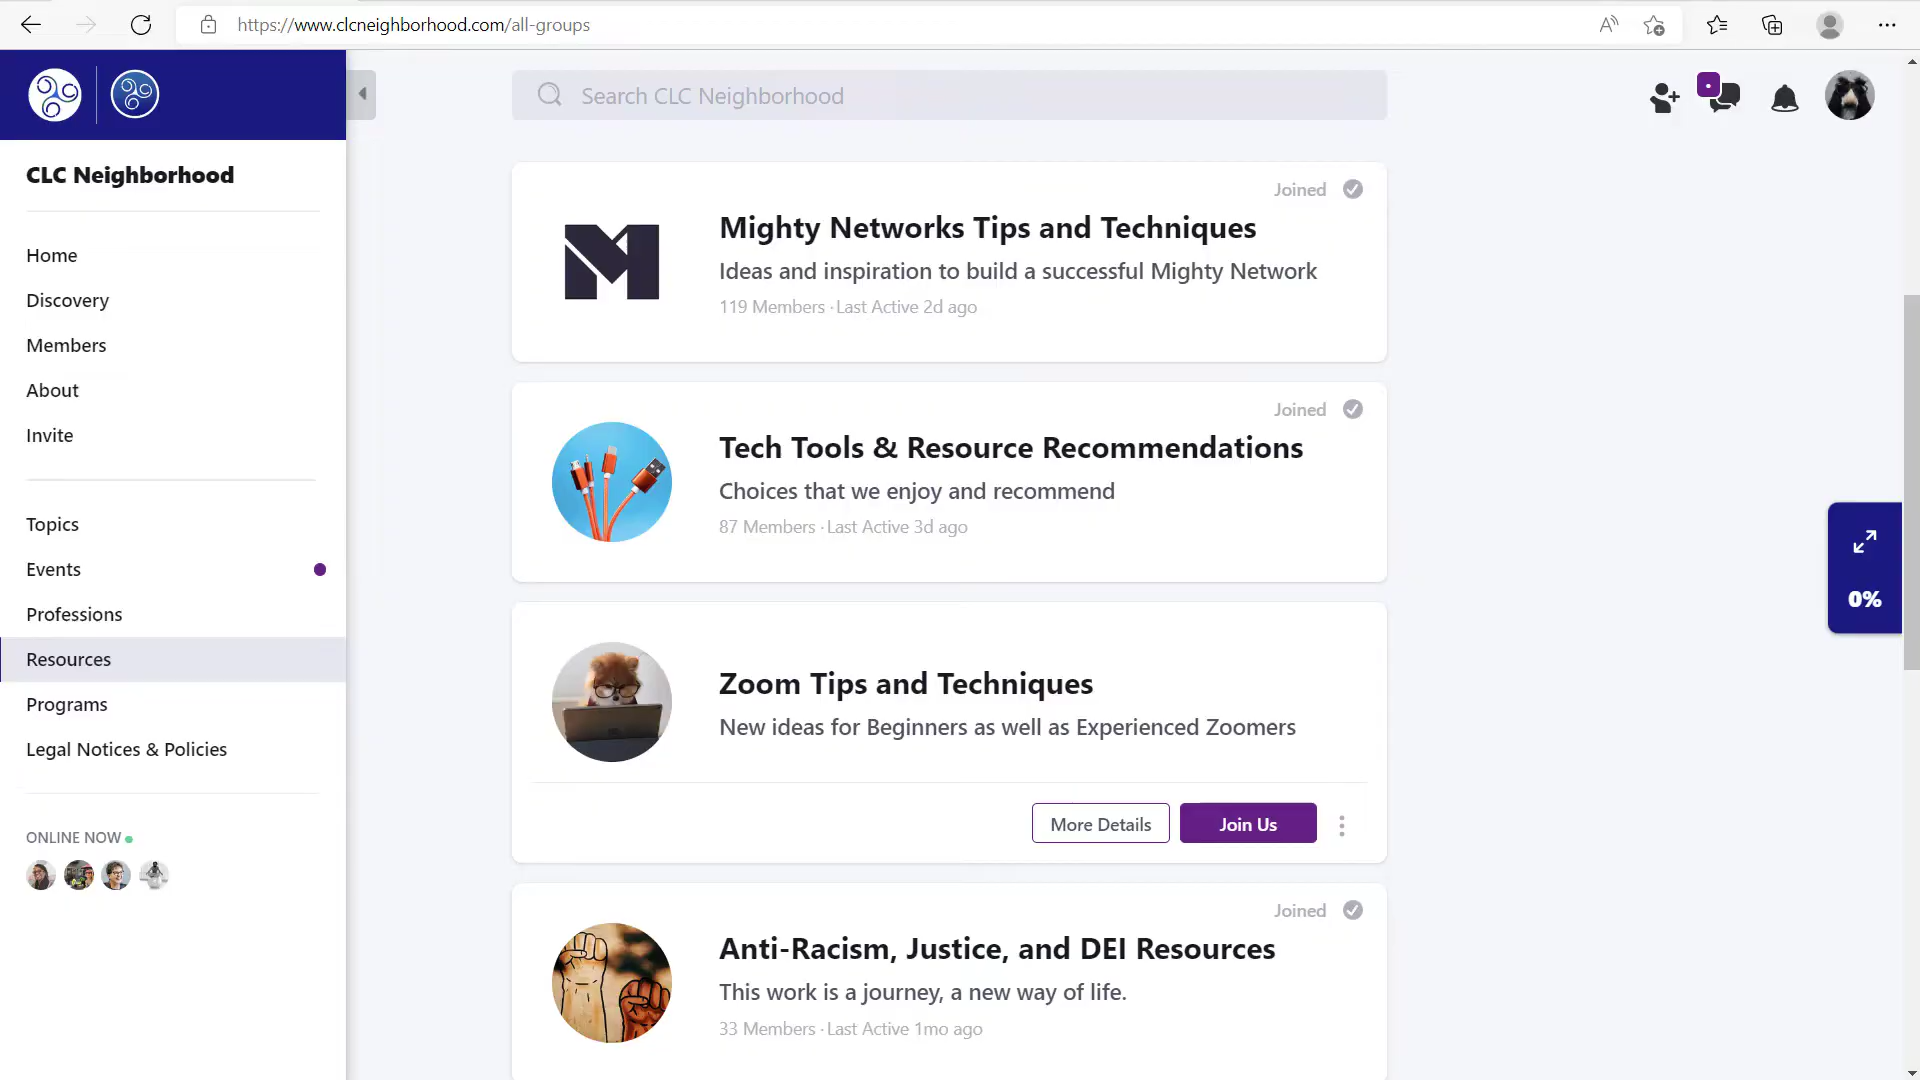 https://www.clcneighborhood.com/all-groups
CLC Neighborhood
Home
Discovery
Members
About
Invite
Topics
Events
Professions
Resources
Programs
Legal Notices & Policies
ONLINE NOW
Search CLC Neighborhood
Joined
Mighty Networks Tips and Techniques
Ideas and inspiration to build a successful Mighty Network
119 Members · Last Active 2d ago
Joined
Tech Tools & Resource Recommendations
Choices that we enjoy and recommend
87 Members · Last Active 3d ago
Zoom Tips and Techniques
New ideas for Beginners as well as Experienced Zoomers
More Details Join Us
Joined
Anti-Racism, Justice, and DEI Resources
This work is a journey, a new way of life.
33 Members · Last Active 1mo ago
0%